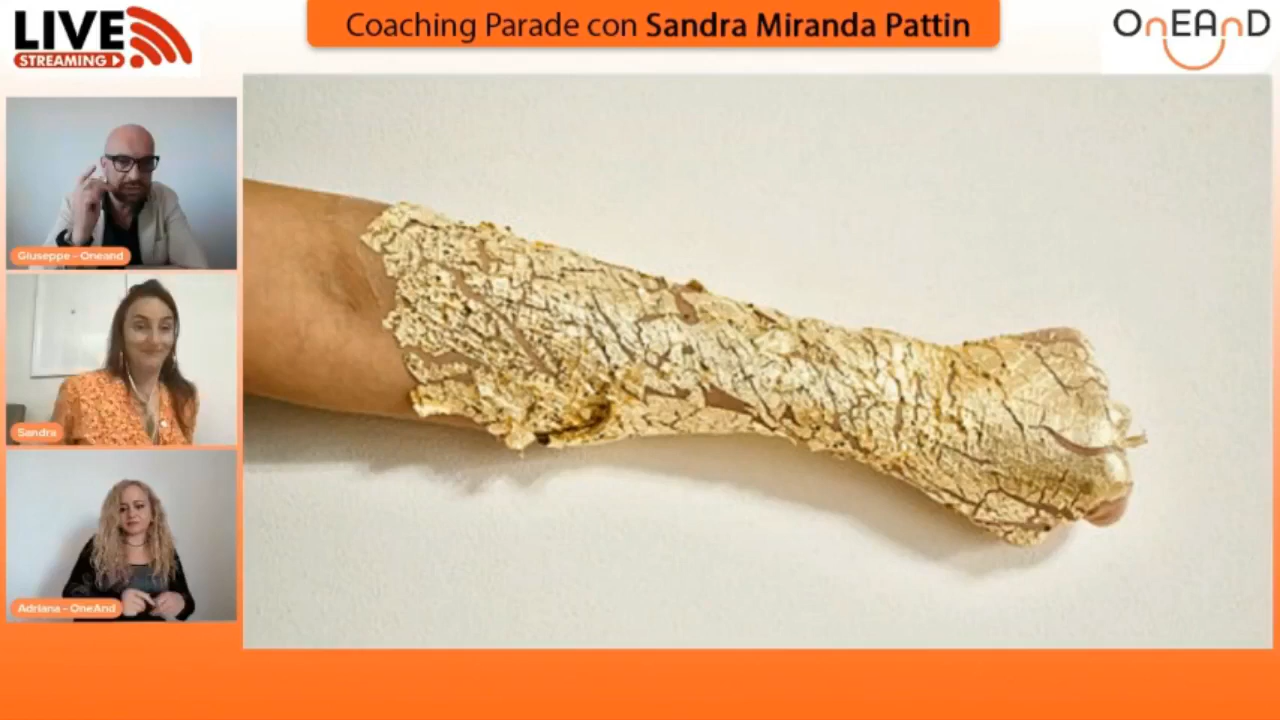 LIVE
STREAMING
Coaching Parade con Sandra Miranda Pattin
OnEAnD
Giuseppe - Oneand
Sandra
Adriana - OneAnd